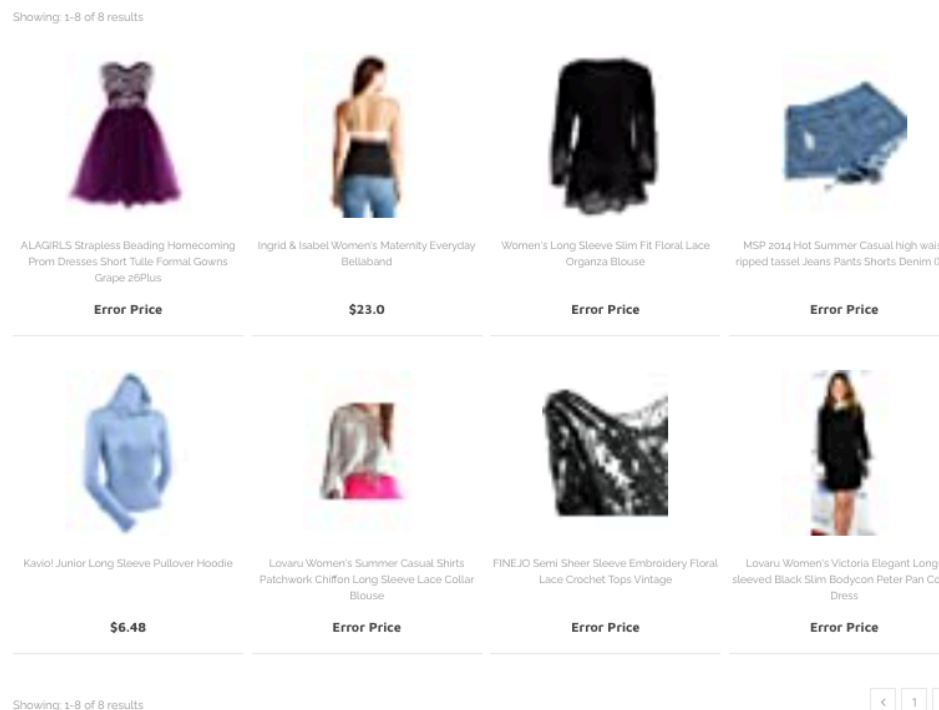 Showing: 1-8 of 8 results
ALAGIRLS Strapless Beading Homecoming
Prom Dresses Short Tulle Formal Gowns
Grape 26Plus
Error Price
Ingrid & Isabel Women's Maternity Everyday
Bellaband
$23.0
Women's Long Sleeve Slim Fit Floral Lace
Organza Blouse
Error Price
MSP 2014 Hot Summer Casual high wais
ripped tassel Jeans Pants Shorts Denim
Error Price
Kavio! Junior Long Sleeve Pullover Hoodie
$6.48
Lovaru Women's Summer Casual Shirts
Patchwork Chiffon Long Sleeve Lace Collar
Blouse
Error Price
FINEJO Semi Sheer Sleeve Embroidery Floral
Lace Crochet Tops Vintage
Error Price
Lovaru Women's Victoria Elegant Long
sleeved Black Slim Bodycon Peter Pan Co
Dress
Error Price
Showing: 1-8 of 8 results
‹ 1